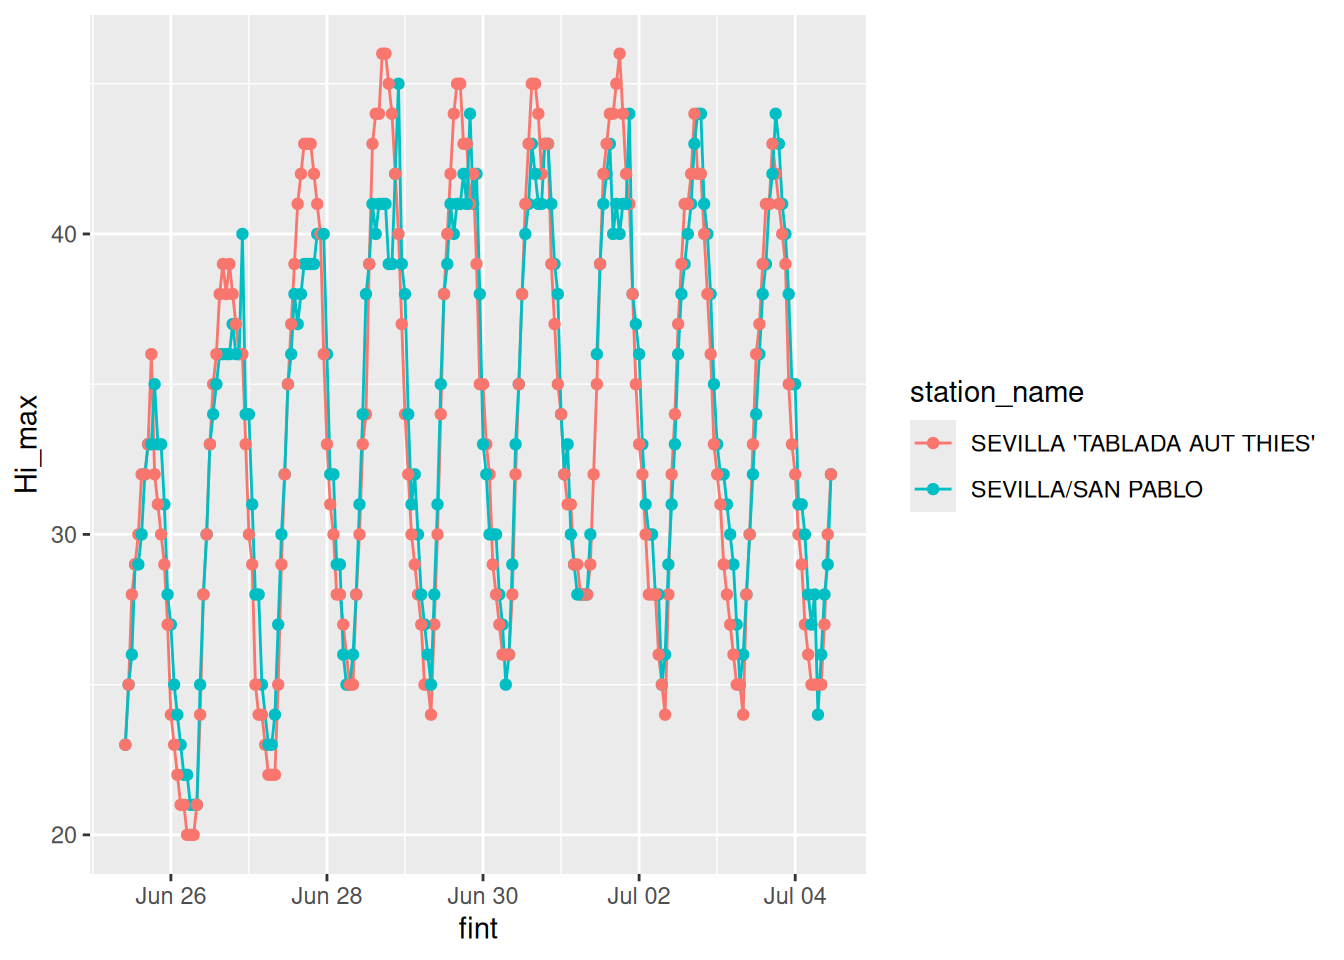 Hi_max
40
30
20
Jun 26 Jun 28 Jun 30 Jul 02 Jul 04
fint
station_name
SEVILLA 'TABLADA AUT THIES'
SEVILLA/SAN PABLO